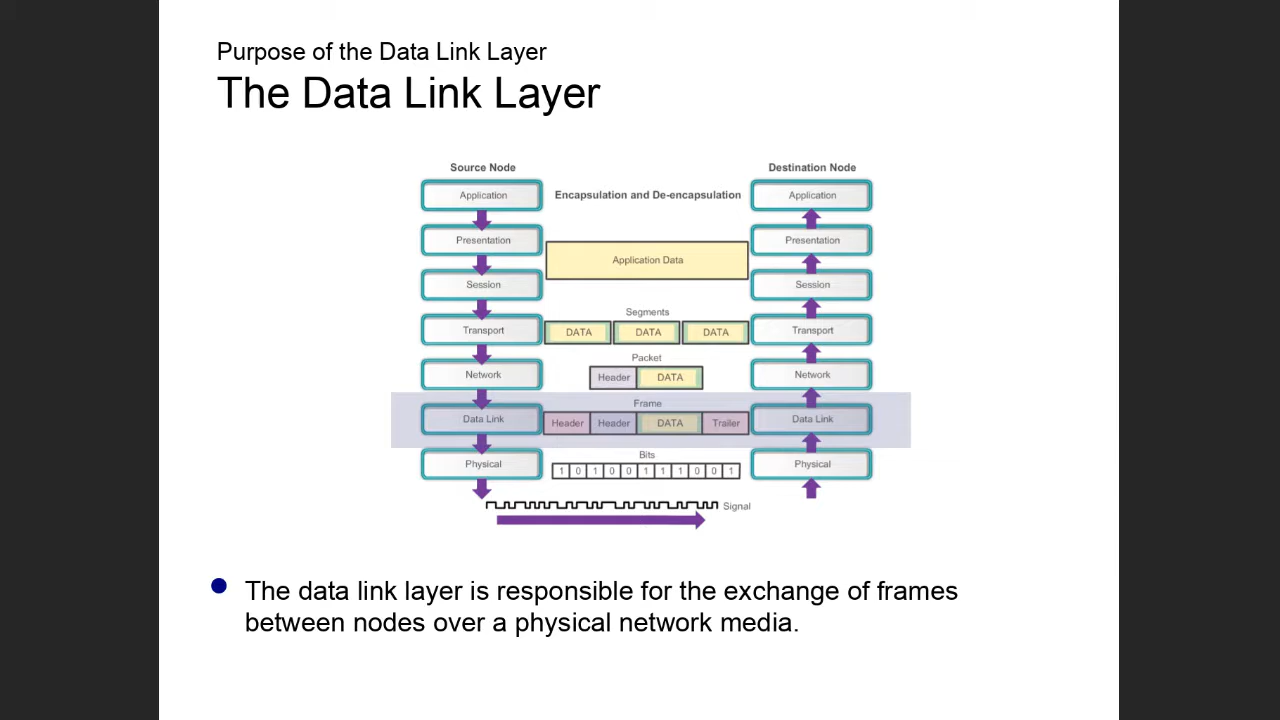 Purpose of the Data Link Layer
The Data Link Layer
Source Node
Destination Node
Application
Encapsulation and De-encapsulation
Application
Presentation
Presentation
Application Data
Session
Session
Segments
Transport
DATA DATA DATA
Transport
Packet
Network
Header DATA
Network
Frame
Data Link
Header Header DATA Trailer
Data Link
Bits
Physical
1 0 1 0 0 1 1 1 0 0 1
Physical
Signal
The data link layer is responsible for the exchange of frames
between nodes over a physical network media.